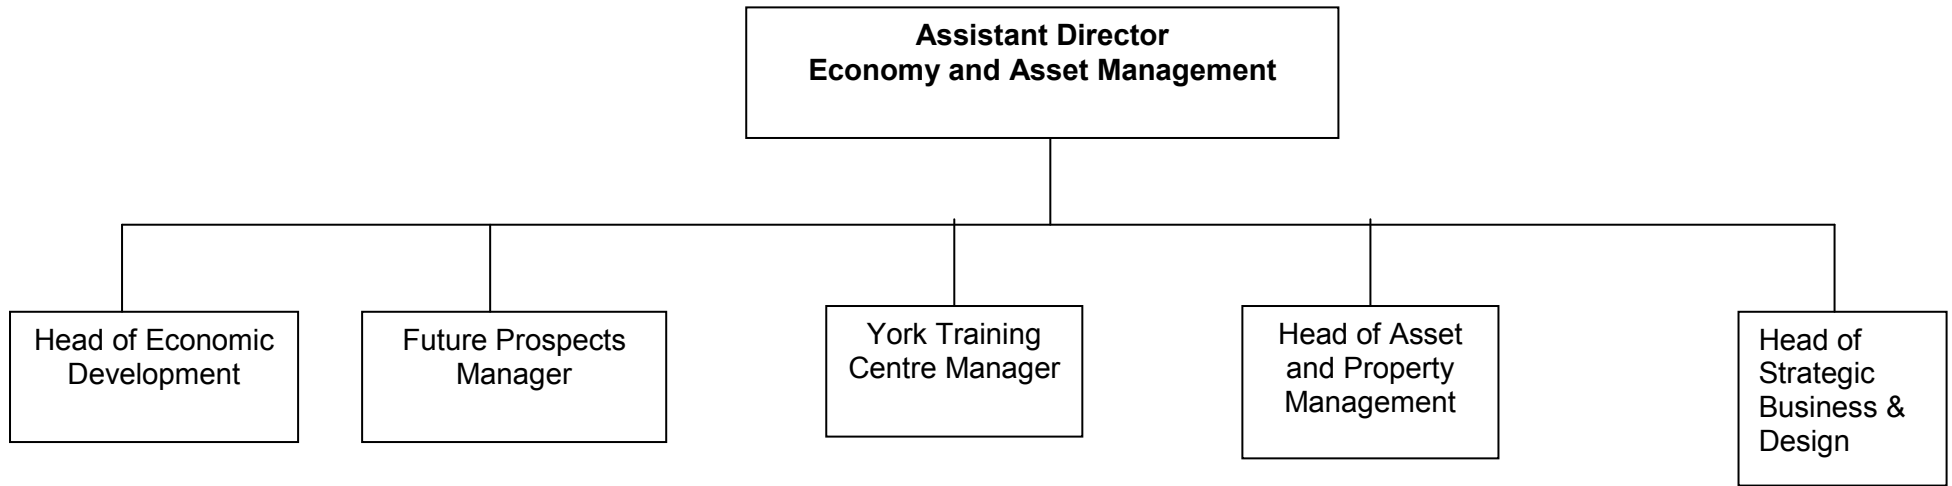 Assistant Director
Economy and Asset Management
Head of Economic
Development
Future Prospects
Manager
York Training
Centre Manager
Head of Asset
and Property
Management
Head of
Strategic
Business &
Design